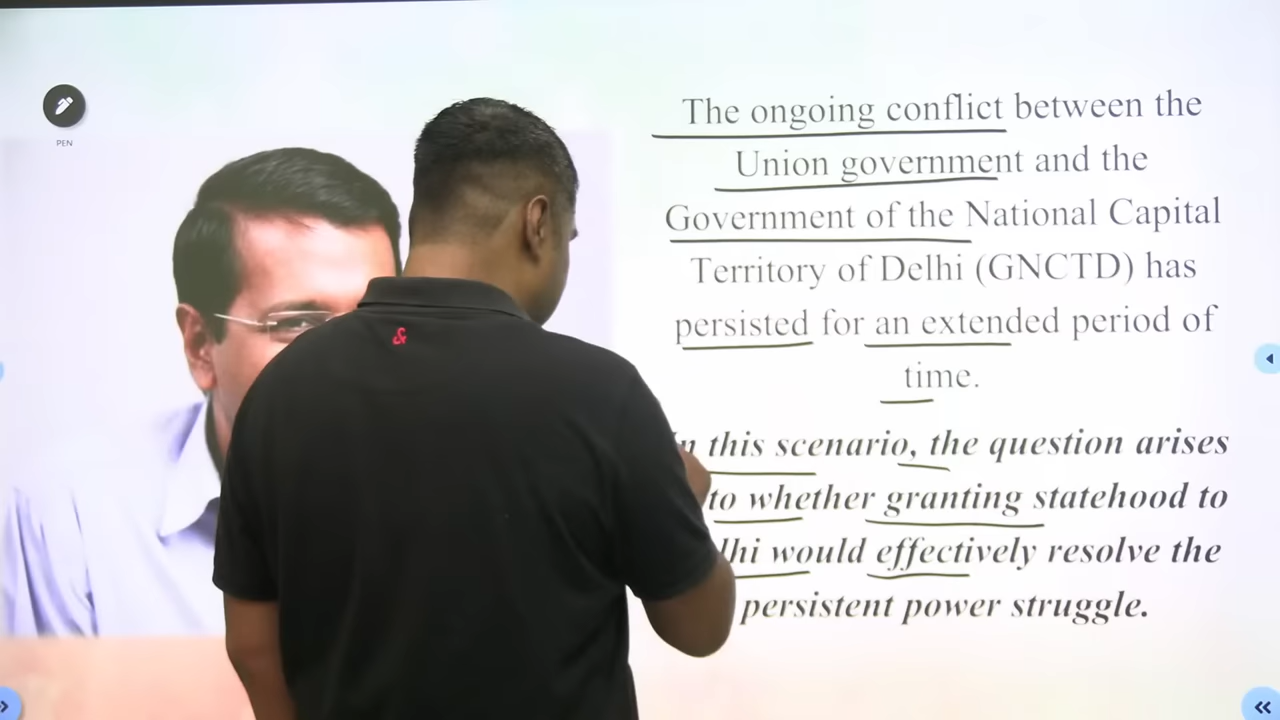 PEN
&
The ongoing conflict between the
Union government and the
Government of the National Capital
Territory of Delhi (GNCTD) has
persisted for an extended period of
time.
this scenario, the question arises
to whether granting statehood to
would effectively resolve the
persistent power struggle.